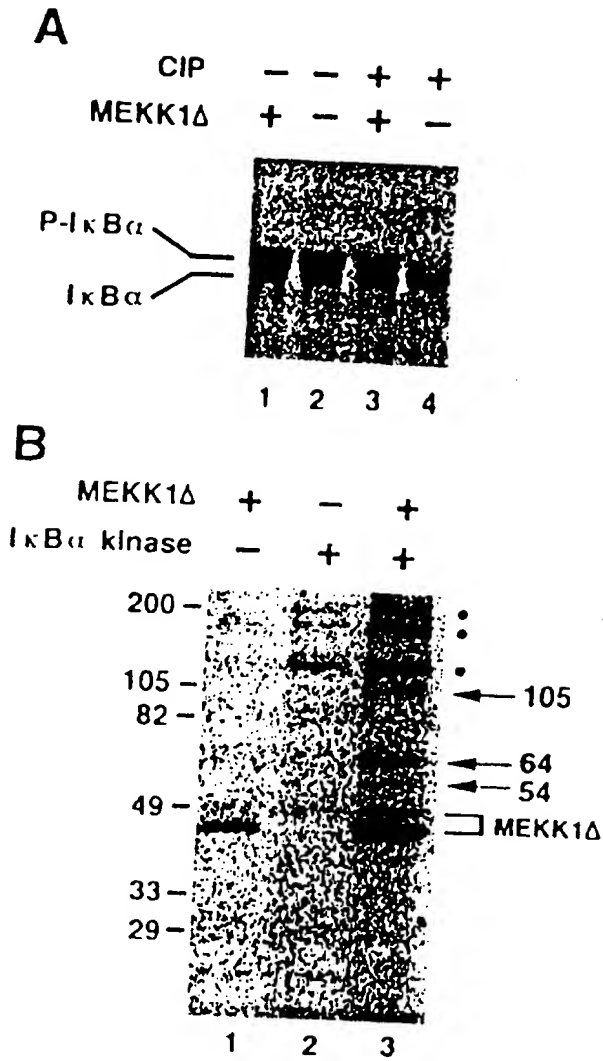 A
CIP − − + +
MEKK1Δ + − + −
P-IκBα
IκBα
1 2 3 4
B
MEKK1Δ + − +
IκBα kinase − + +
200
105
105
82
64
54
49
MEKK1Δ
33
29
1 2 3